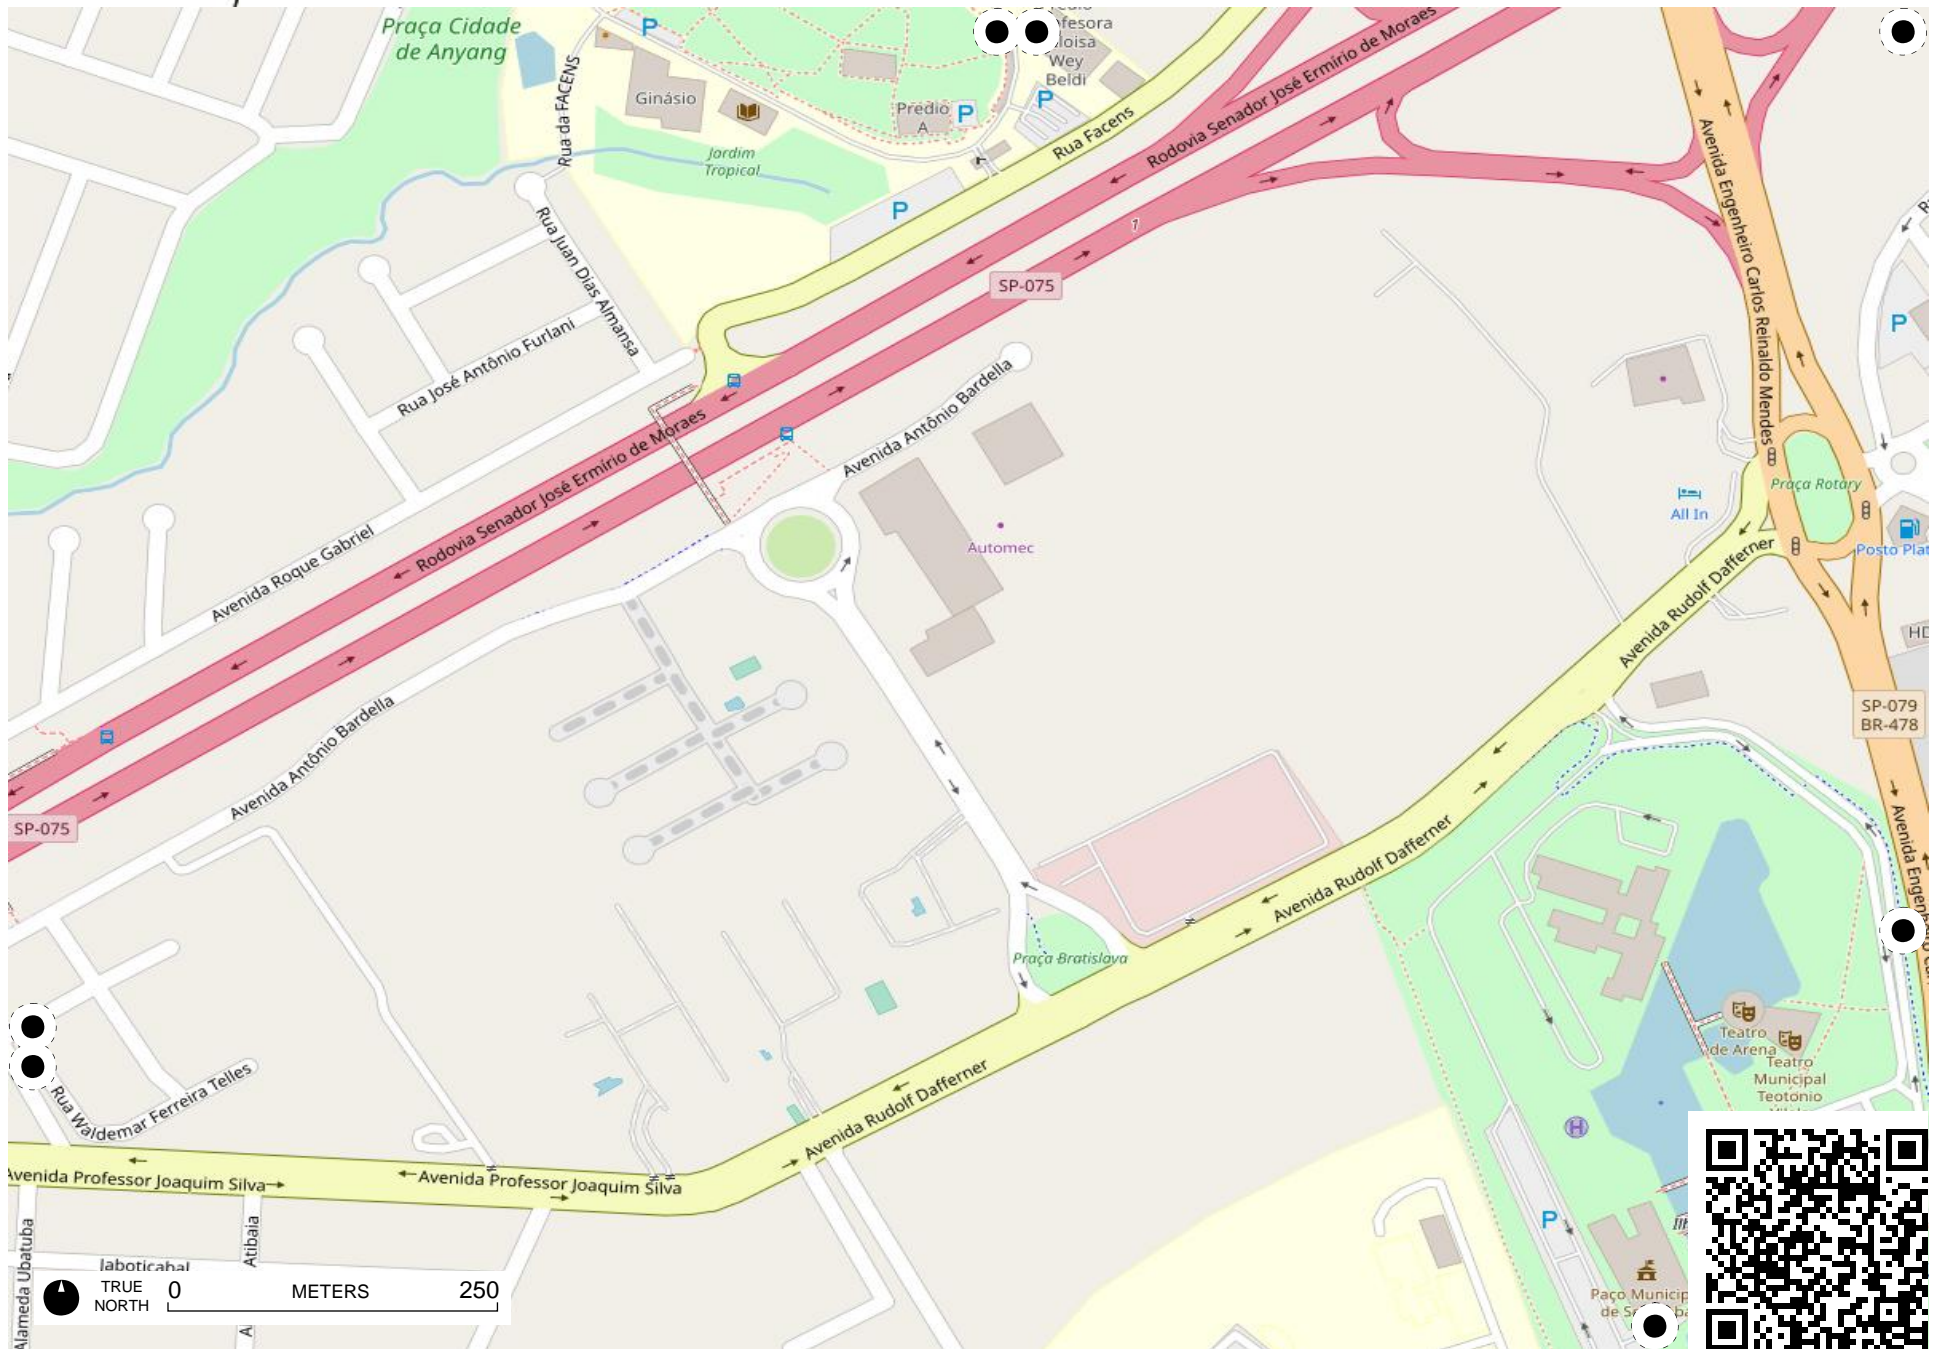 Praça Cidade
de Anyang
P
Rua da FACENS
Ginásio
Prédio
A
P
P
Wey
Beldi
Jardim
Tropical
P
Rua Facens
Rodovia Senador José Ermírio de Moraes
1
SP-075
Avenida Engenheiro Carlos Reinaldo Mendes
P
Rua Juan Dias Almansa
Rua José Antônio Furlani
Avenida Roque Gabriel
Rodovia Senador José Ermírio de Moraes
Avenida Antônio Bardella
Automec
All In
Praça Rotary
Posto
Avenida Rudolf Dafferner
SP-079
BR-478
Avenida Antônio Bardella
SP-075
Avenida Rudolf Dafferner
Praça Bratislava
Teatro
de Arena
Teatro
Municipal
Teotonio
H
Rua Waldemar Ferreira Telles
Avenida Rudolf Dafferner
Avenida Professor Joaquim Silva
Avenida Professor Joaquim Silva
P
Alameda Ubatuba
Atibaia
Jaboticabal
Paço
TRUE
NORTH
0 METERS 250